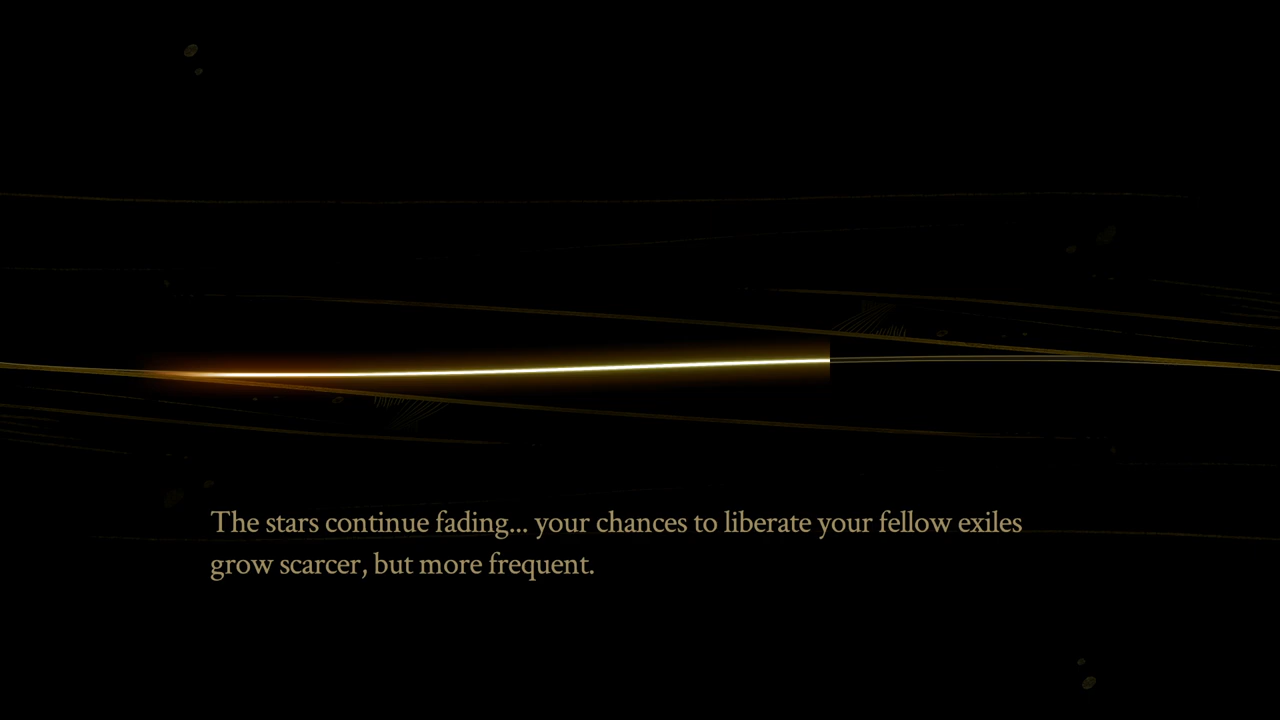 The stars continue fading... your chances to liberate your fellow exiles
grow scarcer, but more frequent.